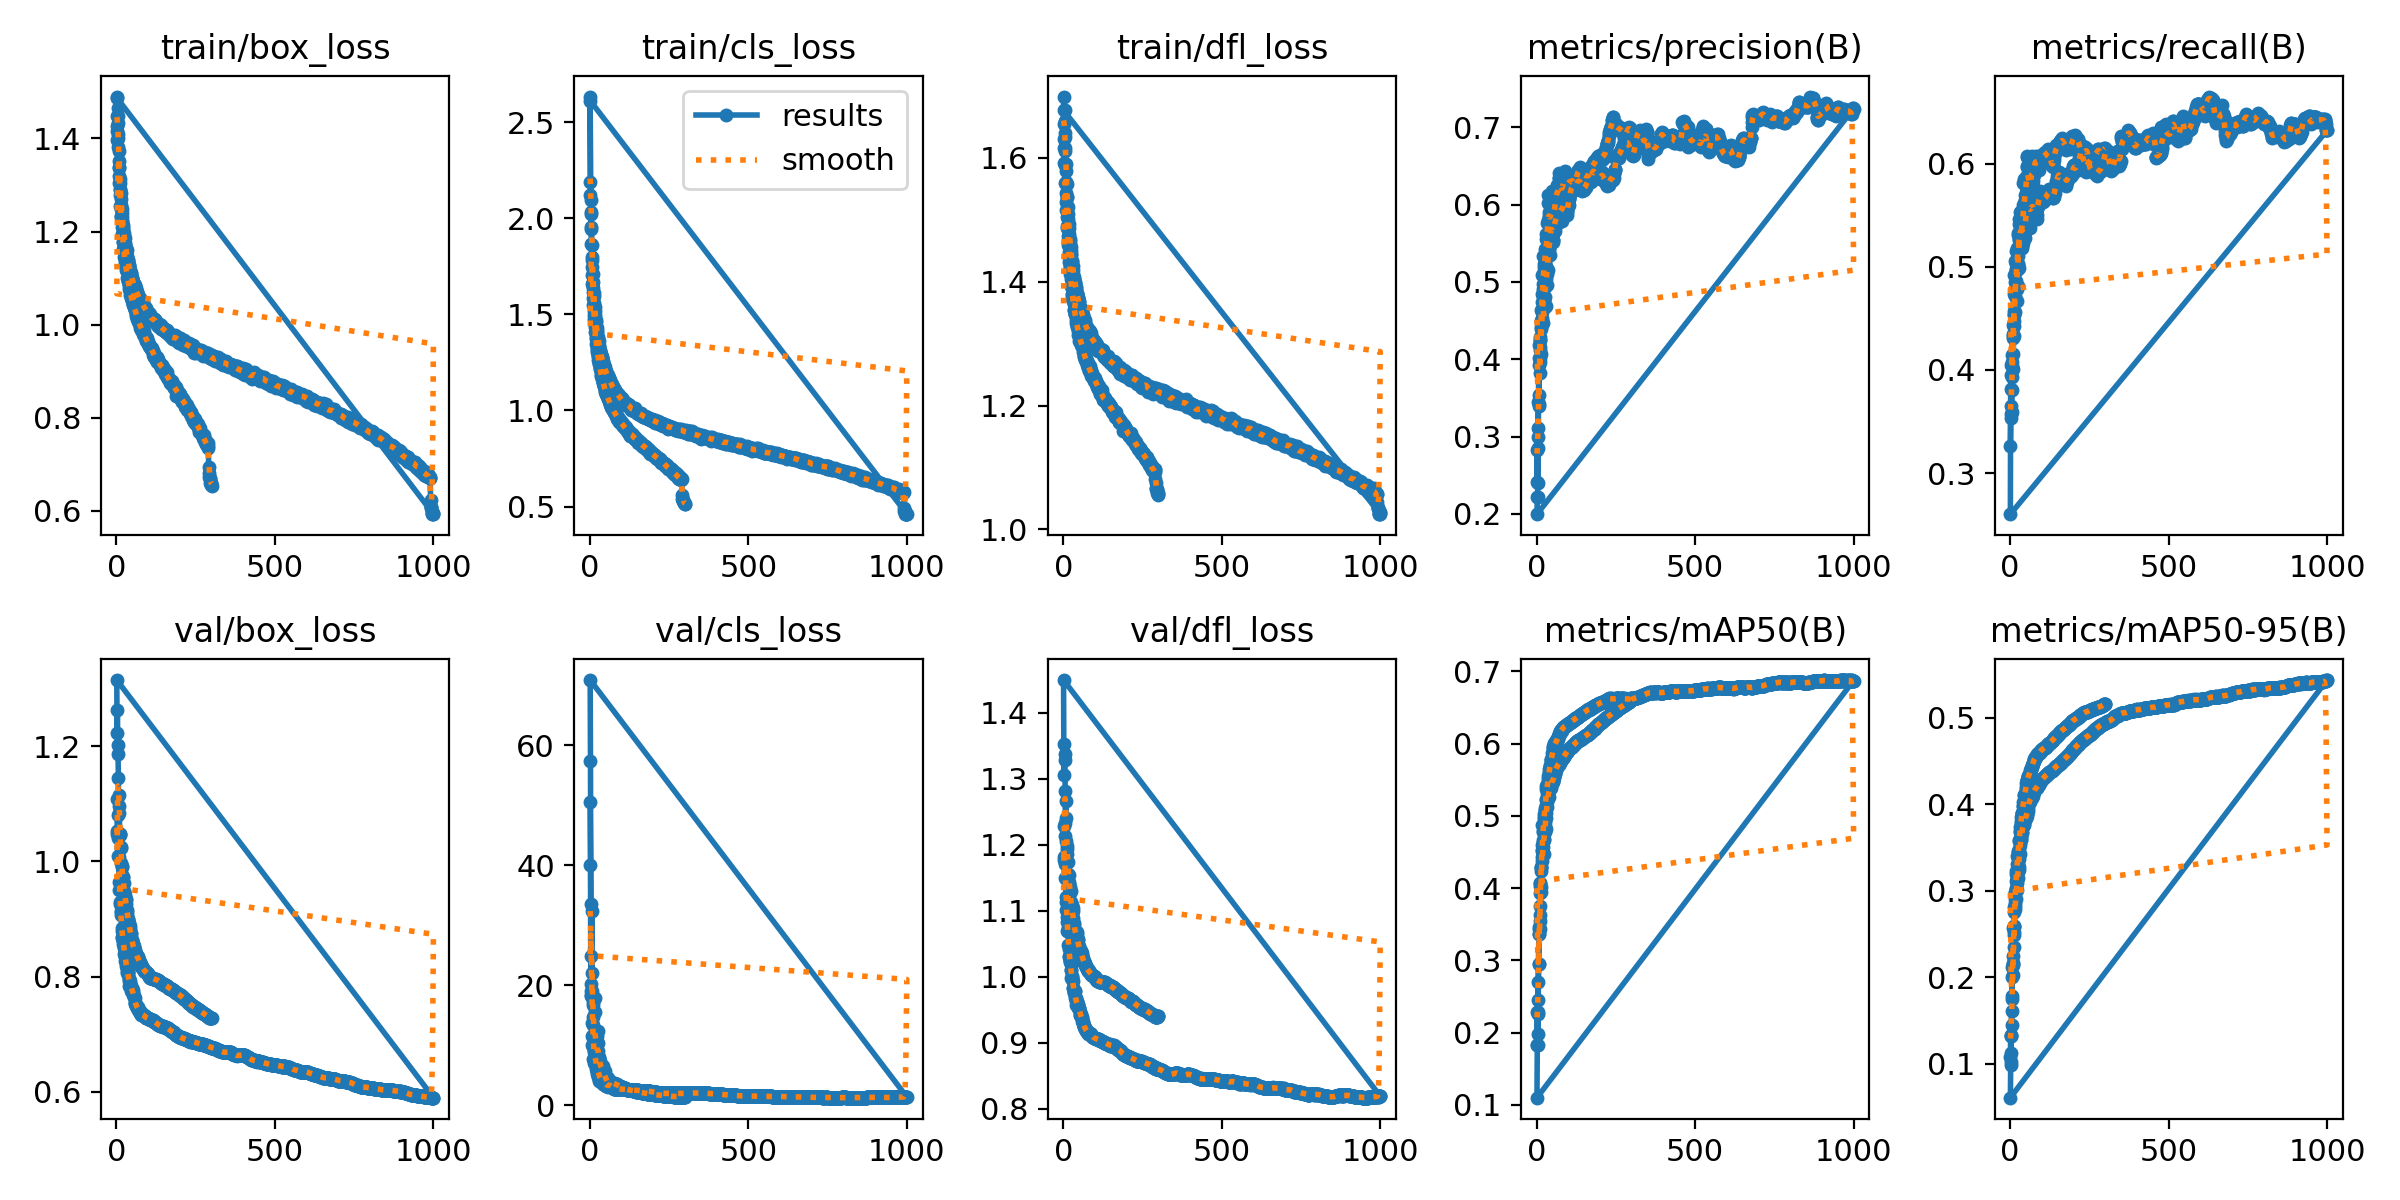 train/box_loss
1.4
1.2
1.0
0.8
0.6
0 500 1000
train/cls_loss
results
smooth
2.5
2.0
1.5
1.0
0.5
0 500 1000
train/dfl_loss
1.6
1.4
1.2
1.0
0 500 1000
metrics/precision(B)
0.7
0.6
0.5
0.4
0.3
0.2
0 500 1000
metrics/recall(B)
0.6
0.5
0.4
0.3
0 500 1000
val/box_loss
1.2
1.0
0.8
0.6
0 500 1000
val/cls_loss
60
40
20
0
0 500 1000
val/dfl_loss
1.4
1.3
1.2
1.1
1.0
0.9
0.8
0 500 1000
metrics/mAP50(B)
0.7
0.6
0.5
0.4
0.3
0.2
0.1
0 500 1000
metrics/mAP50-95(B)
0.5
0.4
0.3
0.2
0.1
0 500 1000